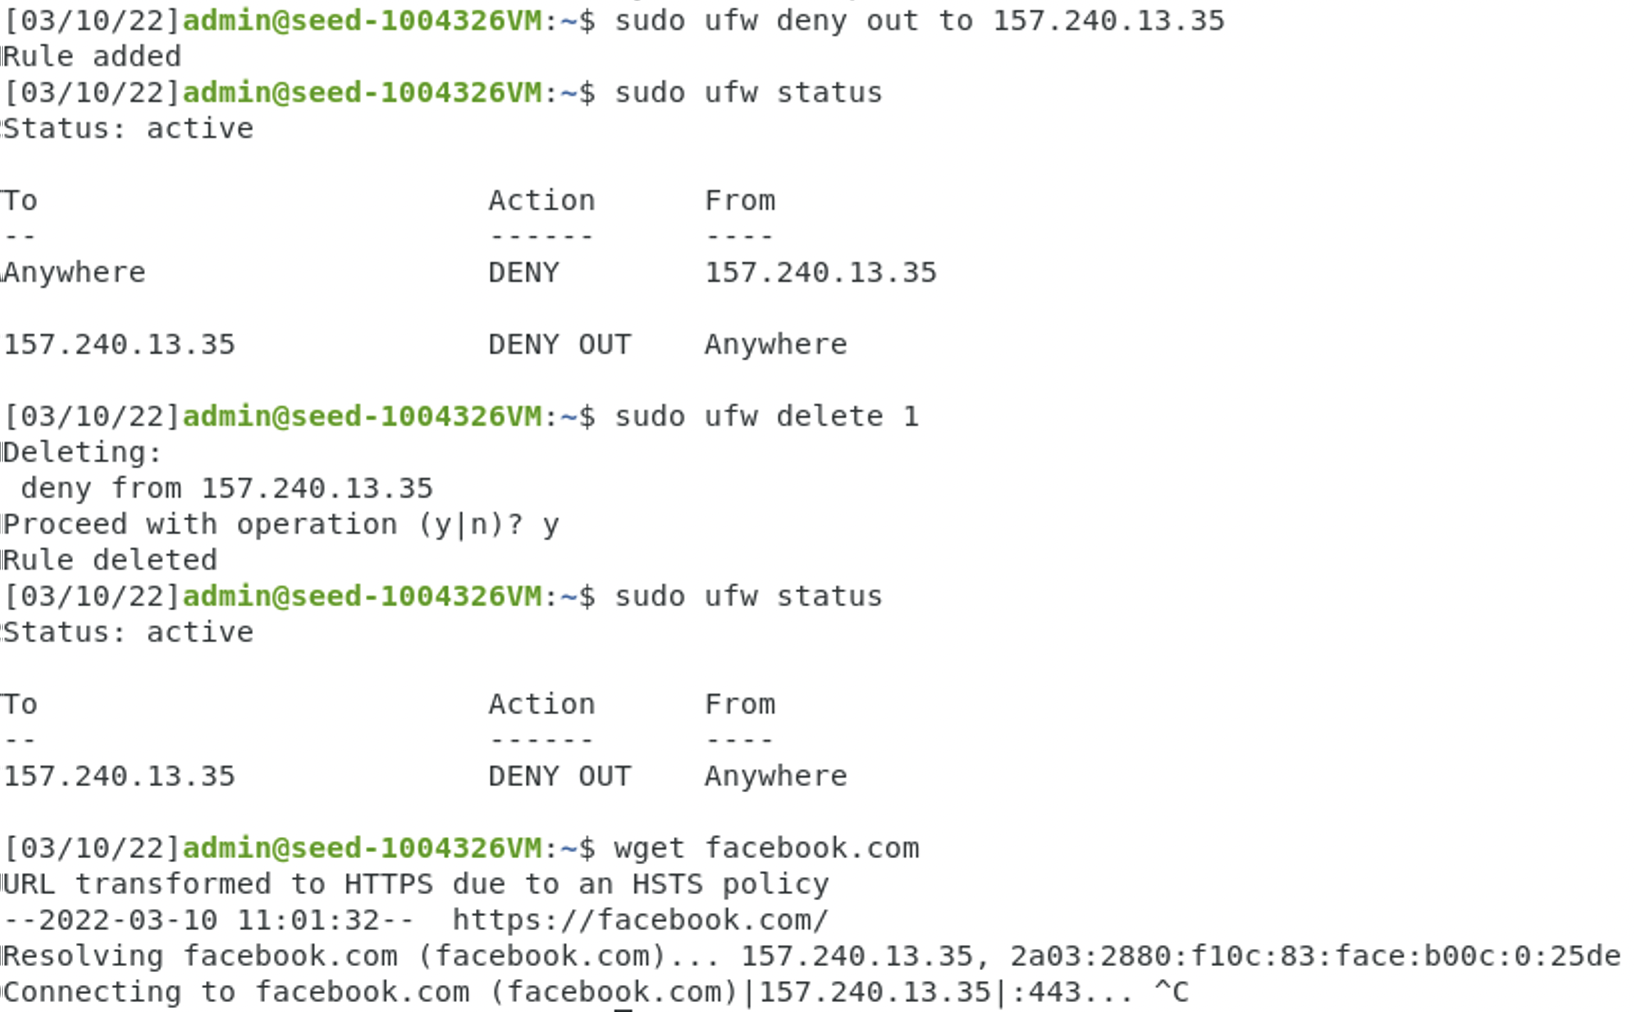 [03/10/22]admin@seed-1004326VM:~$ sudo ufw deny out to 157.240.13.35
Rule added
[03/10/22]admin@seed-1004326VM:~$ sudo ufw status
Status: active
To                         Action      From
--                         ------      ----
Anywhere                   DENY        157.240.13.35
157.240.13.35              DENY OUT    Anywhere
[03/10/22]admin@seed-1004326VM:~$ sudo ufw delete 1
Deleting:
 deny from 157.240.13.35
Proceed with operation (y|n)? y
Rule deleted
[03/10/22]admin@seed-1004326VM:~$ sudo ufw status
Status: active
To                         Action      From
--                         ------      ----
157.240.13.35              DENY OUT    Anywhere
[03/10/22]admin@seed-1004326VM:~$ wget facebook.com
URL transformed to HTTPS due to an HSTS policy
--2022-03-10 11:01:32--  https://facebook.com/
Resolving facebook.com (facebook.com)... 157.240.13.35, 2a03:2880:f10c:83:face:b00c:0:25de
Connecting to facebook.com (facebook.com)|157.240.13.35|:443... ^C